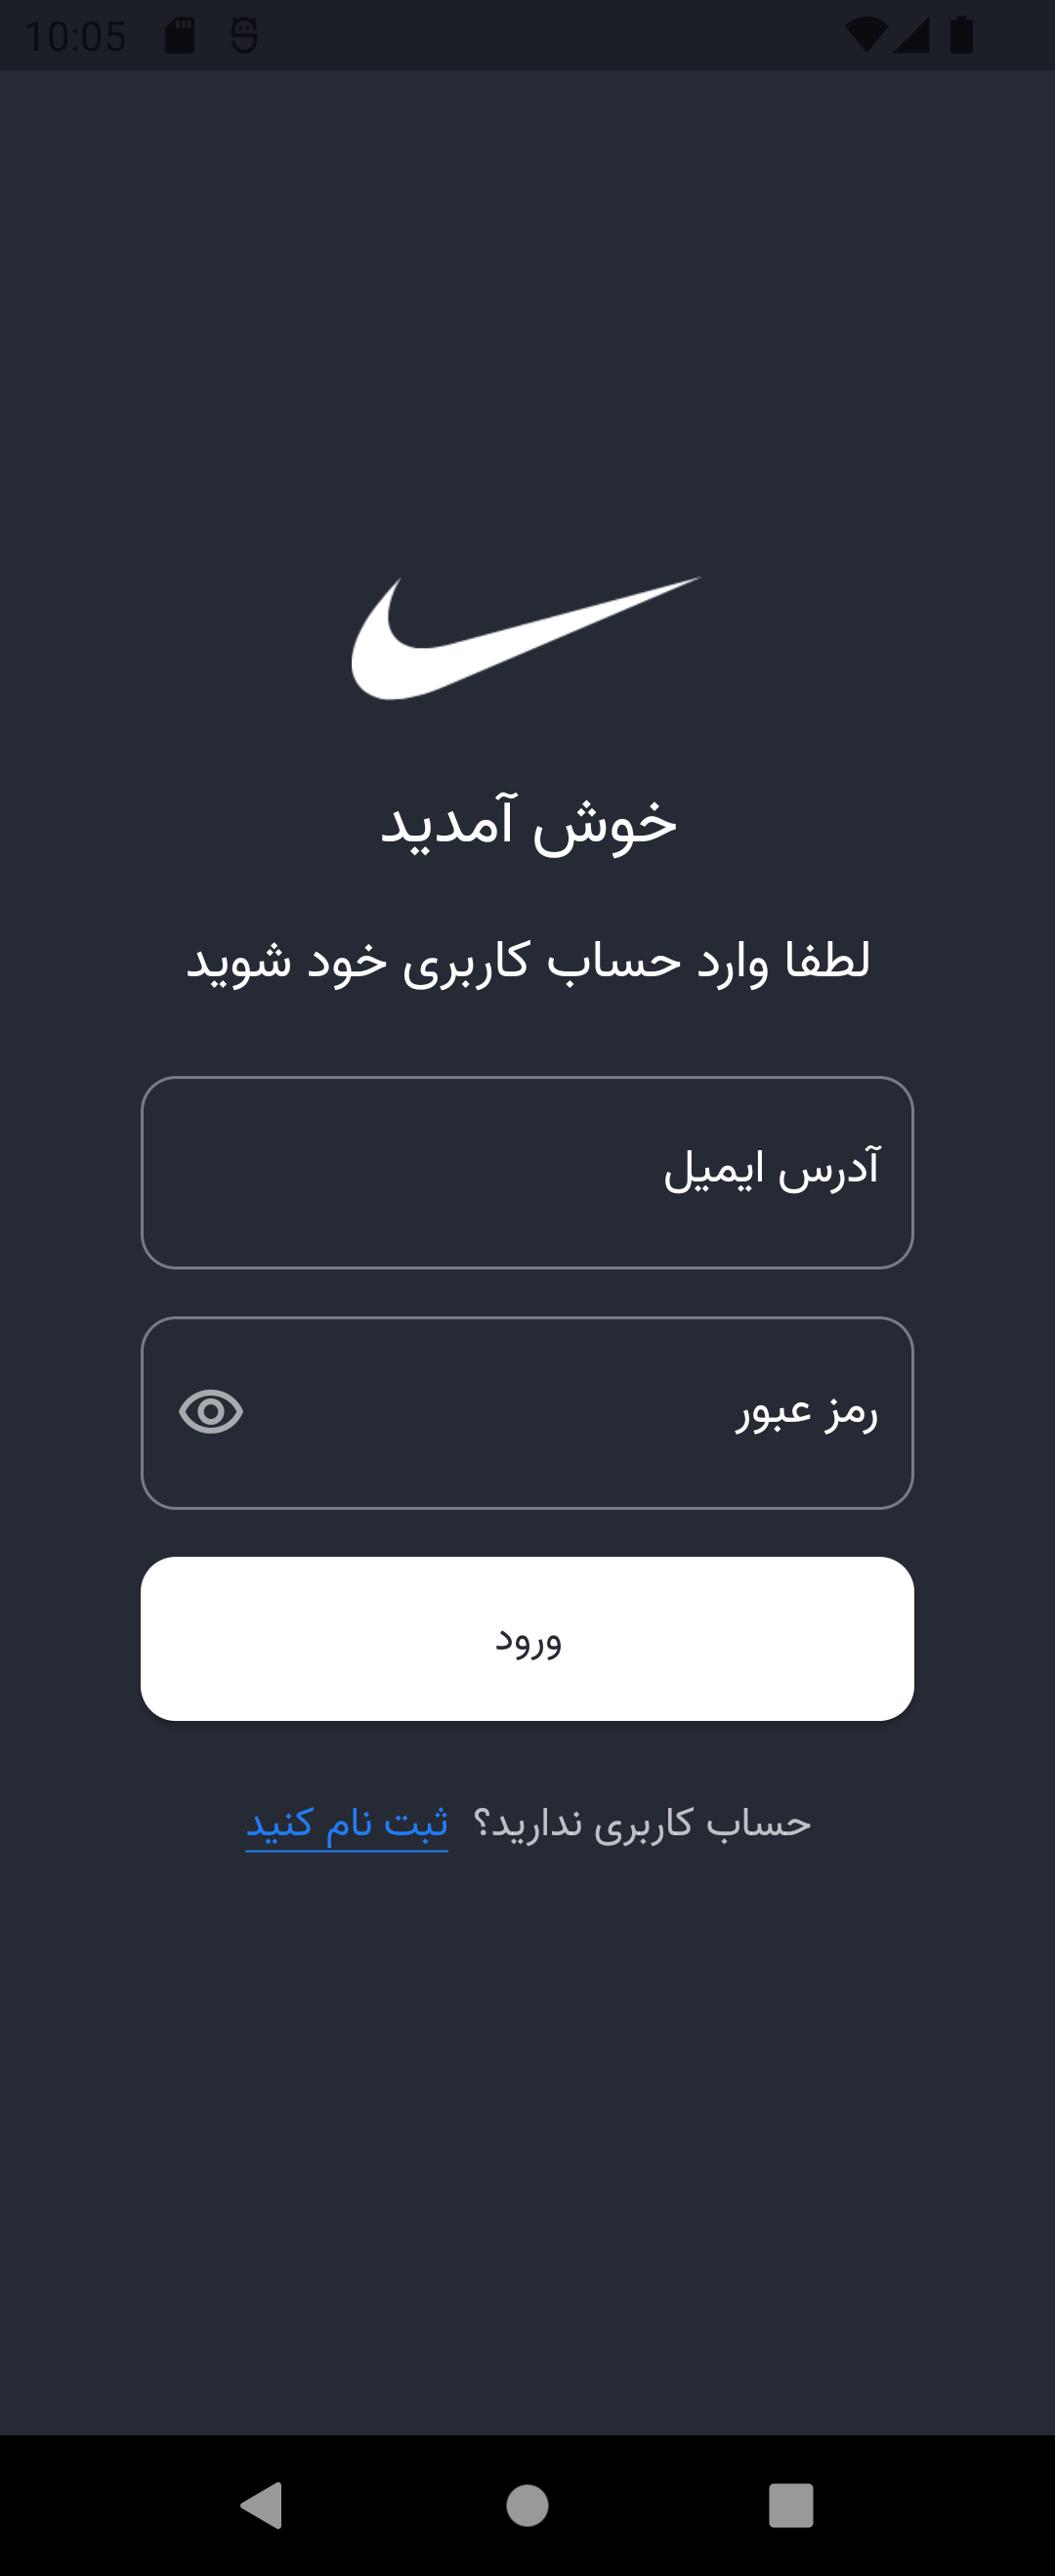 10:05
خوش آمدید
لطفا وارد حساب کاربری خود شوید
آدرس ایمیل
رمز عبور
ورود
حساب کاربری ندارید؟ ثبت نام کنید